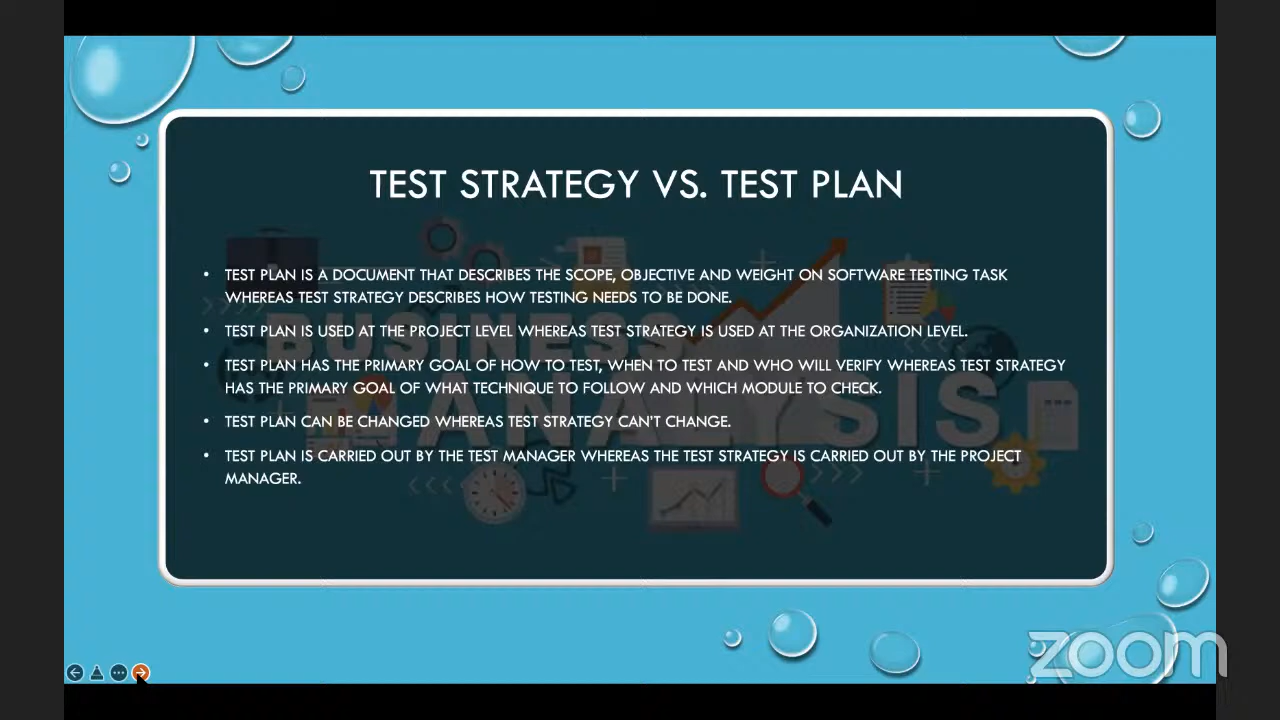 TEST STRATEGY VS. TEST PLAN
• TEST PLAN IS A DOCUMENT THAT DESCRIBES THE SCOPE, OBJECTIVE AND WEIGHT ON SOFTWARE TESTING TASK
WHEREAS TEST STRATEGY DESCRIBES HOW TESTING NEEDS TO BE DONE.
• TEST PLAN IS USED AT THE PROJECT LEVEL WHEREAS TEST STRATEGY IS USED AT THE ORGANIZATION LEVEL.
• TEST PLAN HAS THE PRIMARY GOAL OF HOW TO TEST, WHEN TO TEST AND WHO WILL VERIFY WHEREAS TEST STRATEGY
HAS THE PRIMARY GOAL OF WHAT TECHNIQUE TO FOLLOW AND WHICH MODULE TO CHECK.
• TEST PLAN CAN BE CHANGED WHEREAS TEST STRATEGY CAN'T CHANGE.
• TEST PLAN IS CARRIED OUT BY THE TEST MANAGER WHEREAS THE TEST STRATEGY IS CARRIED OUT BY THE PROJECT
MANAGER.
BUSINESS
ANALYSIS
zoom